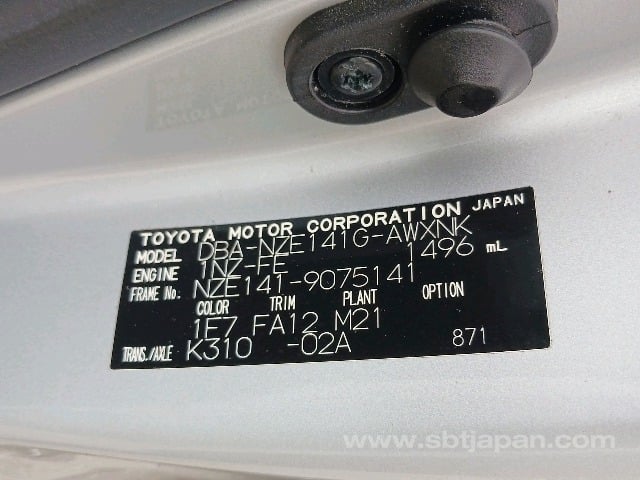 TOYOTA MOTOR CORPORATION JAPAN
MODEL DBA-NZE141G-AWXNK
ENGINE 1NZ-FE 1496 mL
FRAME No. NZE141-9075141
COLOR TRIM PLANT OPTION
1E7 FA12 M21
TRANS./AXLE K310 -02A 871
www.sbtjapan.com